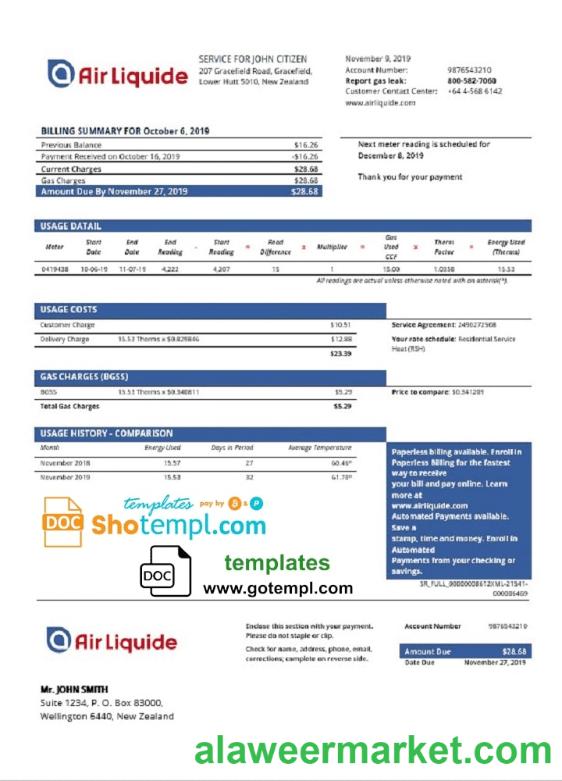 Air Liquide
SERVICE FOR JOHN CITIZEN
207 Gracefield Road, Gracefield,
Lower Hutt 5010, New Zealand
November 9, 2019
Account Number: 9876543210
Report gas leak: 800-582-7060
Customer Contact Center: +64 4-568 6142
www.airliquide.com
BILLING SUMMARY FOR October 6, 2019
Previous Balance $16.26
Payment Received on October 16, 2019 -$16.26
Current Charges $28.68
Gas Charges $28.68
Amount Due By November 27, 2019 $28.68
Next meter reading is scheduled for
December 8, 2019
Thank you for your payment
USAGE DATAIL
Meter Start Date End Date End Reading - Start Reading = Read Difference x Multiplier = Gas Used CCF x Therm Factor = Energy Used (Therms)
0419438 10-06-19 11-07-19 4,222 4,207 15 1 15.00 1.0358 15.53
All readings are actual unless otherwise noted with an asterisk(*).
USAGE COSTS
Customer Charge $10.51
Delivery Charge 15.53 Therms x $0.829806 $12.88
$23.39
Service Agreement: 2490272968
Your rate schedule: Residential Service
Heat (RSH)
GAS CHARGES (BGSS)
BGSS 15.53 Therms x $0.340811 $5.29
Total Gas Charges $5.29
Price to compare: $0.341289
USAGE HISTORY - COMPARISON
Month Energy Used Days in Period Average Temperature
November 2018 15.57 27 60.46º
November 2019 15.53 32 61.78º
Paperless billing available. Enroll in
Paperless Billing for the fastest
way to receive
your bill and pay online. Learn
more at
www.airliquide.com
Automated Payments available.
Save a
stamp, time and money. Enroll in
Automated
Payments from your checking or
savings.
templates pay by
DOC
Shotempl.com
DOC
templates
www.gotempl.com
Air Liquide
Enclose this section with your payment.
Please do not staple or clip.
Check for name, address, phone, email,
corrections; complete on reverse side.
Account Number 9876543210
Amount Due $28.68
Date Due November 27, 2019
Mr. JOHN SMITH
Suite 1234, P. O. Box 83000,
Wellington 6440, New Zealand
alaweermarket.com